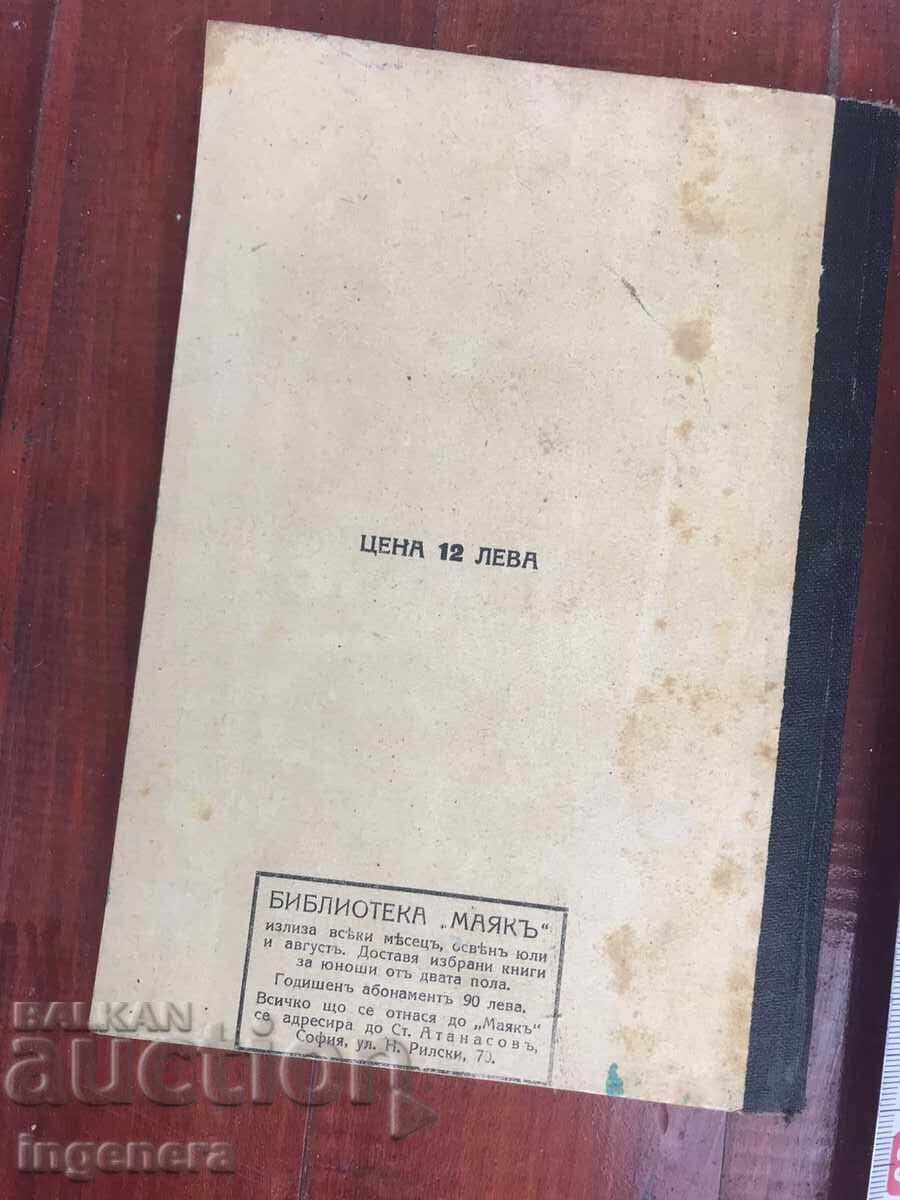 ЦЕНА 12 ЛЕВА
БИБЛИОТЕКА „МАЯКЪ"
излиза всѣки мѣсецъ, освѣнъ юли
и августъ. Доставя избрани книги
за юноши отъ двата пола.
Годишенъ абонаментъ 90 лева.
Всичко що се отнася до „Маякъ"
се адресира до Ст. Атанасовъ,
София, ул. Н. Рилски, 70.
BALKAN
auction
ingenera